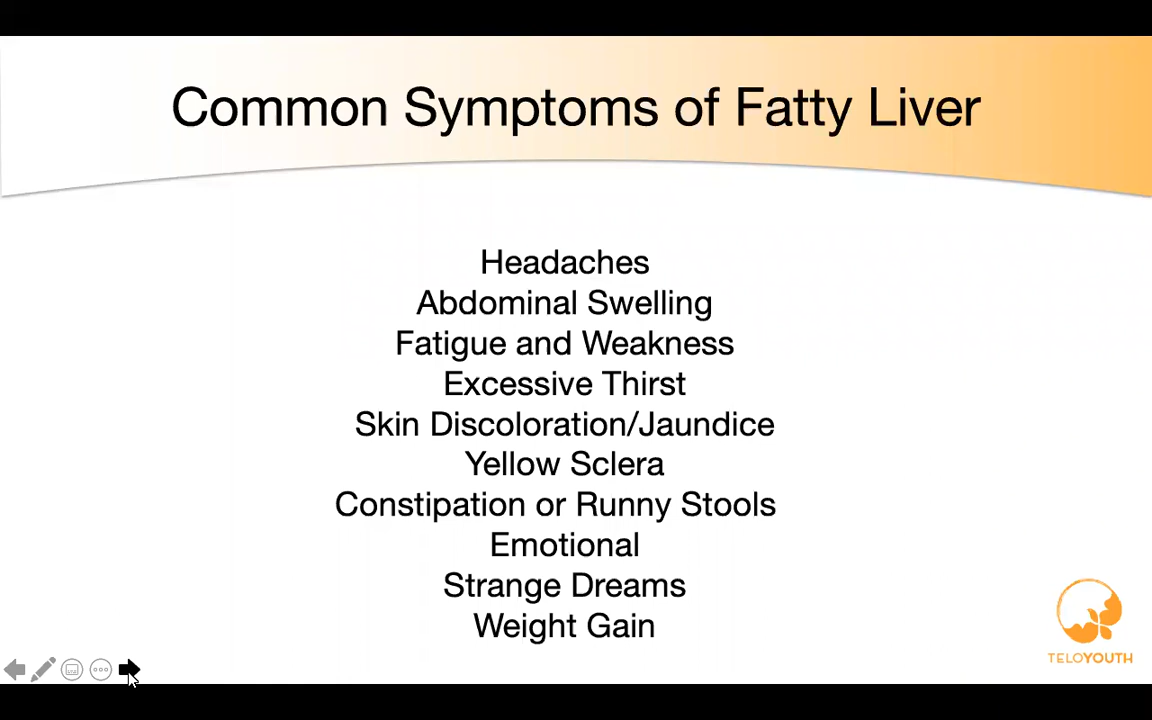 Common Symptoms of Fatty Liver
Headaches
Abdominal Swelling
Fatigue and Weakness
Excessive Thirst
Skin Discoloration/Jaundice
Yellow Sclera
Constipation or Runny Stools
Emotional
Strange Dreams
Weight Gain
TELOYOUTH